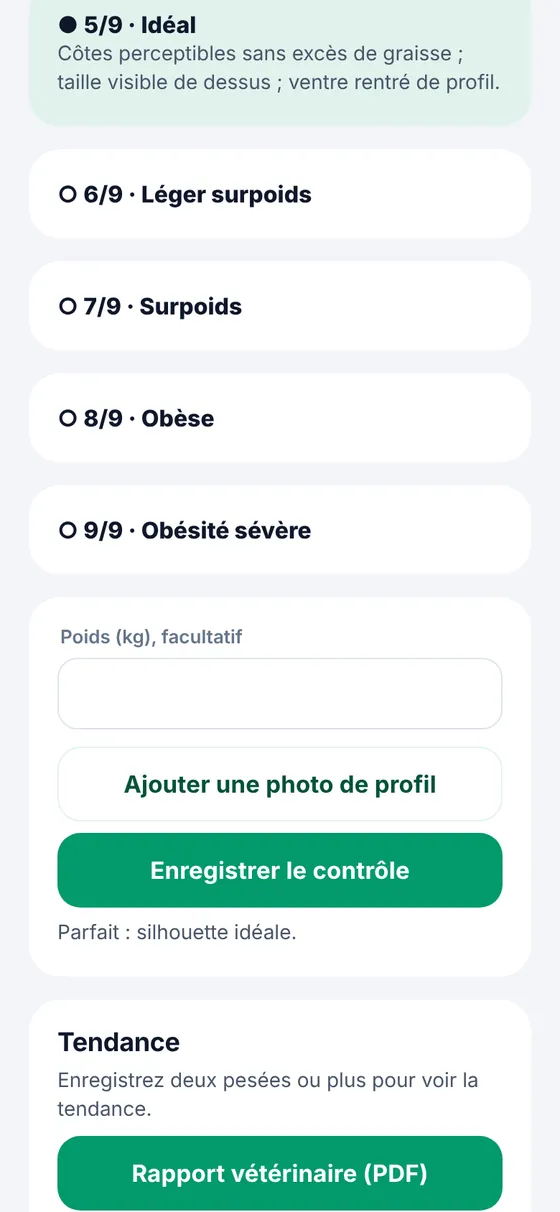 5/9 · Idéal
Côtes perceptibles sans excès de graisse ;
taille visible de dessus ; ventre rentré de profil.
6/9 · Léger surpoids
7/9 · Surpoids
8/9 · Obèse
9/9 · Obésité sévère
Poids (kg), facultatif
Ajouter une photo de profil
Enregistrer le contrôle
Parfait : silhouette idéale.
Tendance
Enregistrez deux pesées ou plus pour voir la
tendance.
Rapport vétérinaire (PDF)